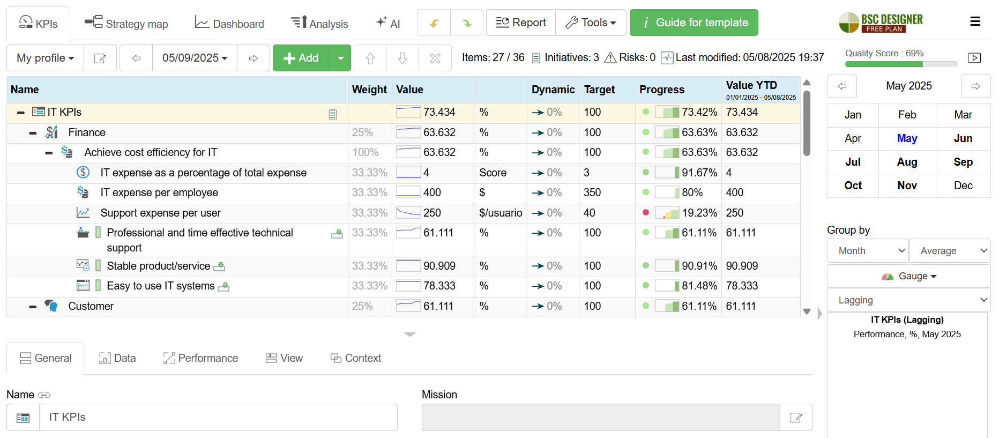 KPIs Strategy map Dashboard Analysis AI Report Tools i Guide for template BSC DESIGNER
FREE PLAN
My profile 05/09/2025 Add Items: 27 / 36 Initiatives: 3 Risks: 0 Last modified: 05/08/2025 19:37 Quality Score : 69%
Name Weight Value Dynamic Target Progress Value YTD
01/01/2025 - 05/08/2025
IT KPIs 73.434 % 0% 100 73.42% 73.434
Finance 25% 63.632 % 0% 100 63.63% 63.632
Achieve cost efficiency for IT 100% 63.632 % 0% 100 63.63% 63.632
IT expense as a percentage of total expense 33.33% 4 Score 0% 3 91.67% 4
IT expense per employee 33.33% 400 $ 0% 350 80% 400
Support expense per user 33.33% 250 $/usuario 0% 40 19.23% 250
Professional and time effective technical 33.33% 61.111 % 0% 100 61.11% 61.111
support
Stable product/service 33.33% 90.909 % 0% 100 90.91% 90.909
Easy to use IT systems 33.33% 78.333 % 0% 100 81.48% 78.333
Customer 25% 61.111 % 0% 100 61.11% 61.111
May 2025
Jan Feb Mar
Apr May Jun
Jul Aug Sep
Oct Nov Dec
Group by
Month Average
Gauge
Lagging
IT KPIs (Lagging)
Performance, %, May 2025
General Data Performance View Context
Name Mission
IT KPIs